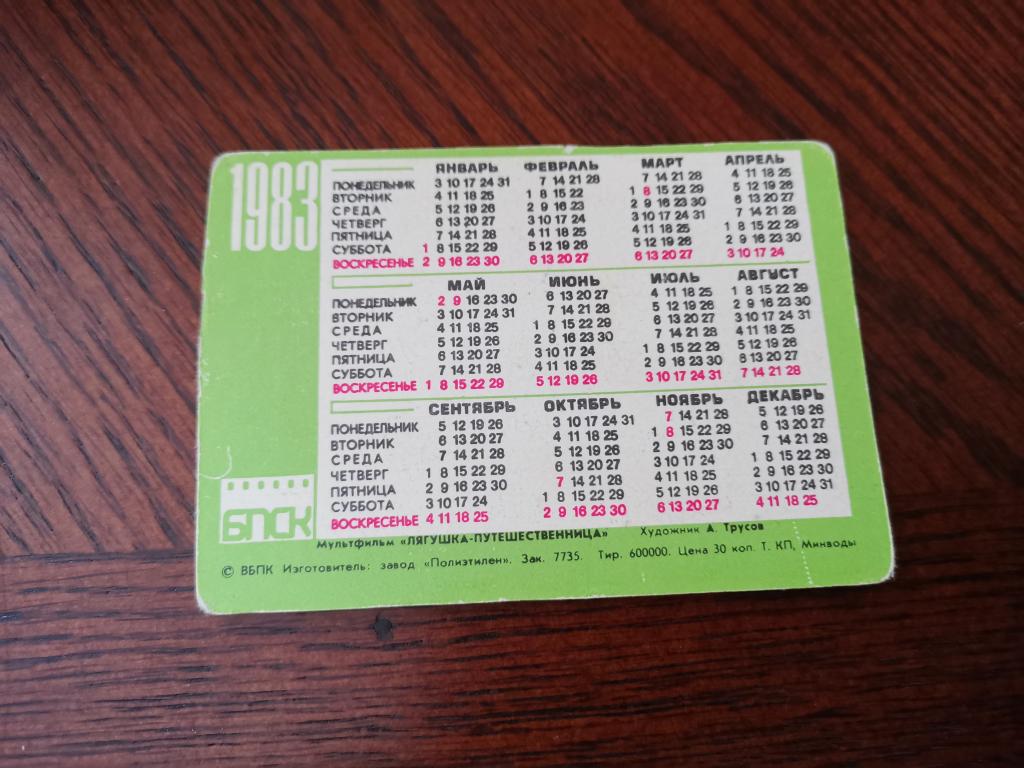 1983
ЯНВАРЬ ФЕВРАЛЬ МАРТ АПРЕЛЬ
ПОНЕДЕЛЬНИК 3 10 17 24 31 7 14 21 28 7 14 21 28 4 11 18 25
ВТОРНИК 4 11 18 25 1 8 15 22 1 8 15 22 29 5 12 19 26
СРЕДА 5 12 19 26 2 9 16 23 2 9 16 23 30 6 13 20 27
ЧЕТВЕРГ 6 13 20 27 3 10 17 24 3 10 17 24 31 7 14 21 28
ПЯТНИЦА 7 14 21 28 4 11 18 25 4 11 18 25 1 8 15 22 29
СУББОТА 1 8 15 22 29 5 12 19 26 5 12 19 26 2 9 16 23 30
ВОСКРЕСЕНЬЕ 2 9 16 23 30 6 13 20 27 6 13 20 27 3 10 17 24
МАЙ ИЮНЬ ИЮЛЬ АВГУСТ
ПОНЕДЕЛЬНИК 2 9 16 23 30 6 13 20 27 4 11 18 25 1 8 15 22 29
ВТОРНИК 3 10 17 24 31 7 14 21 28 5 12 19 26 2 9 16 23 30
СРЕДА 4 11 18 25 1 8 15 22 29 6 13 20 27 3 10 17 24 31
ЧЕТВЕРГ 5 12 19 26 2 9 16 23 30 7 14 21 28 4 11 18 25
ПЯТНИЦА 6 13 20 27 3 10 17 24 1 8 15 22 29 5 12 19 26
СУББОТА 7 14 21 28 4 11 18 25 2 9 16 23 30 6 13 20 27
ВОСКРЕСЕНЬЕ 1 8 15 22 29 5 12 19 26 3 10 17 24 31 7 14 21 28
СЕНТЯБРЬ ОКТЯБРЬ НОЯБРЬ ДЕКАБРЬ
ПОНЕДЕЛЬНИК 5 12 19 26 3 10 17 24 31 7 14 21 28 5 12 19 26
ВТОРНИК 6 13 20 27 4 11 18 25 1 8 15 22 29 6 13 20 27
СРЕДА 7 14 21 28 5 12 19 26 2 9 16 23 30 7 14 21 28
ЧЕТВЕРГ 1 8 15 22 29 6 13 20 27 3 10 17 24 1 8 15 22 29
ПЯТНИЦА 2 9 16 23 30 7 14 21 28 4 11 18 25 2 9 16 23 30
СУББОТА 3 10 17 24 1 8 15 22 29 5 12 19 26 3 10 17 24 31
ВОСКРЕСЕНЬЕ 4 11 18 25 2 9 16 23 30 6 13 20 27 4 11 18 25
БПСК
Мультфильм «ЛЯГУШКА-ПУТЕШЕСТВЕННИЦА» Художник А. Трусов
© ВБПК Изготовитель: завод «Полиэтилен». Зак. 7735. Тир. 600000. Цена 30 коп. Т. КП, Минводы